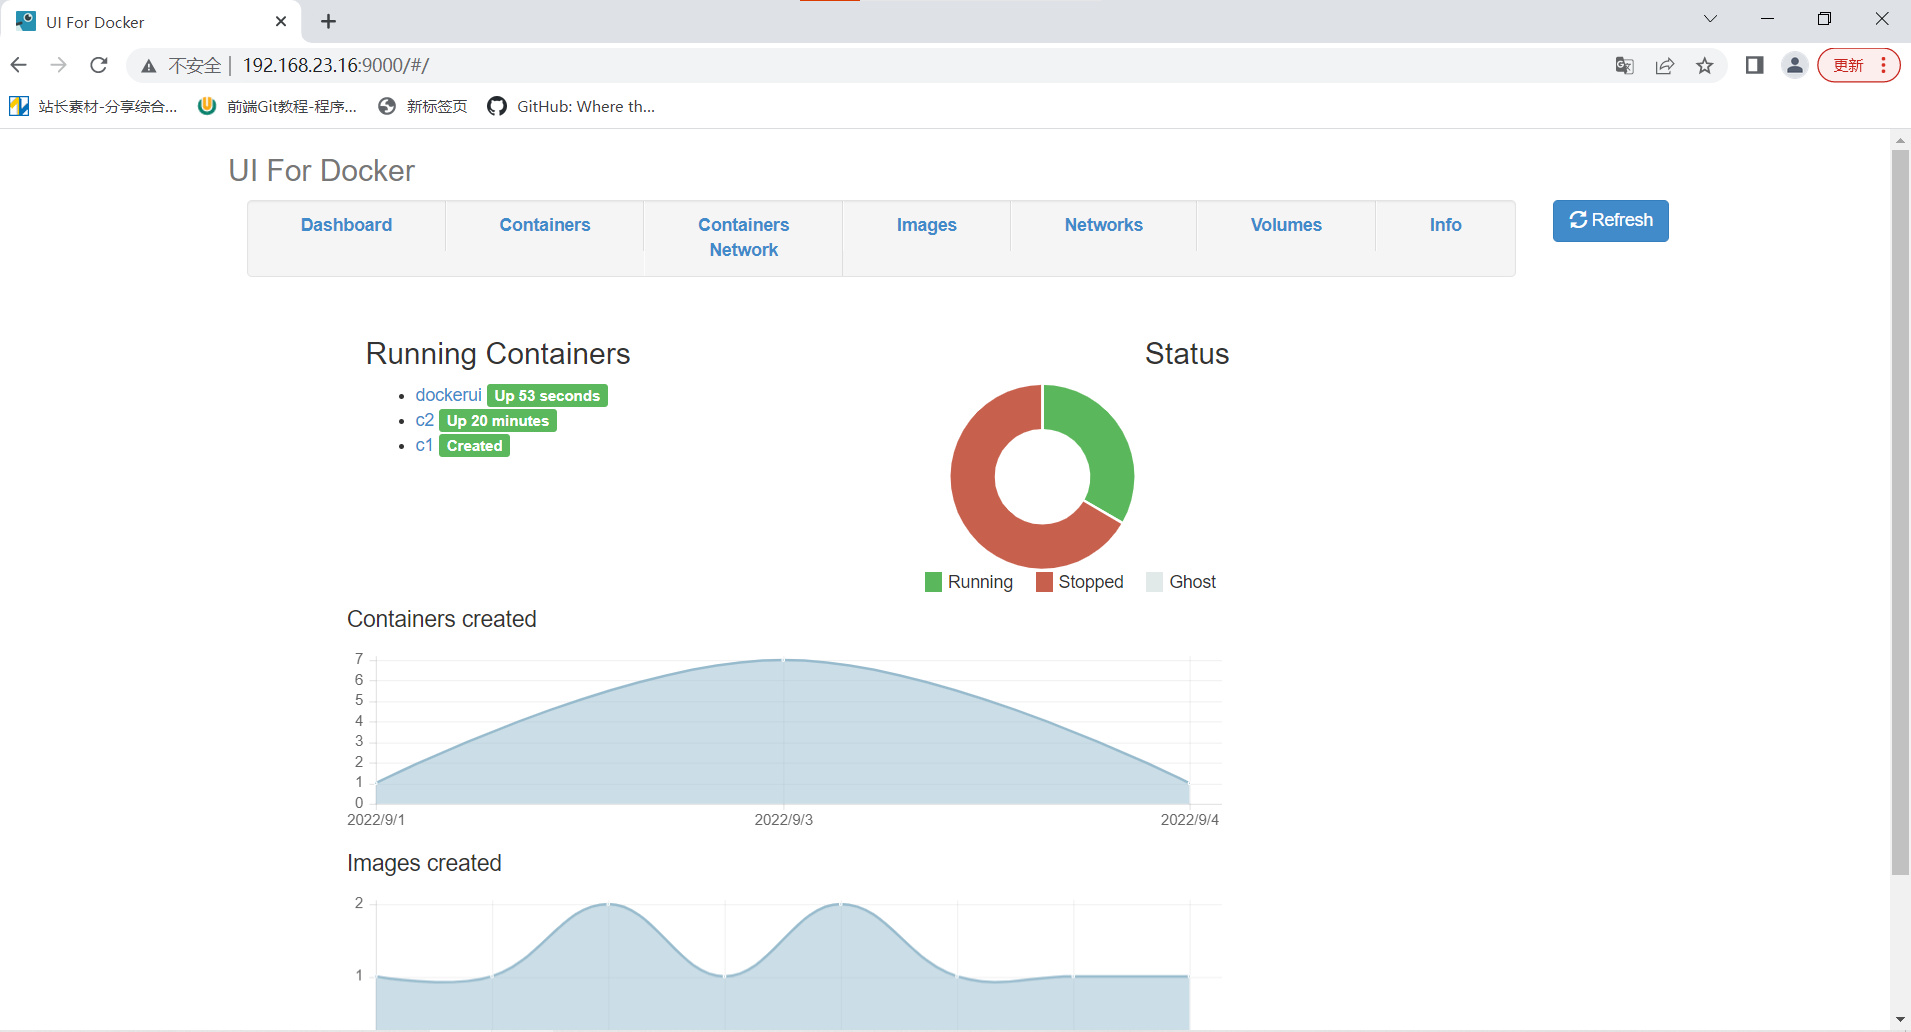 UI For Docker
不安全 192.168.23.16:9000/#/
更新
站长素材-分享综合... 前端Git教程-程序... 新标签页 GitHub: Where th...
UI For Docker
Dashboard Containers Containers Network Images Networks Volumes Info
Refresh
Running Containers
dockerui Up 53 seconds
c2 Up 20 minutes
c1 Created
Status
Running Stopped Ghost
Containers created
7
6
5
4
3
2
1
0
2022/9/1 2022/9/3 2022/9/4
Images created
2
1